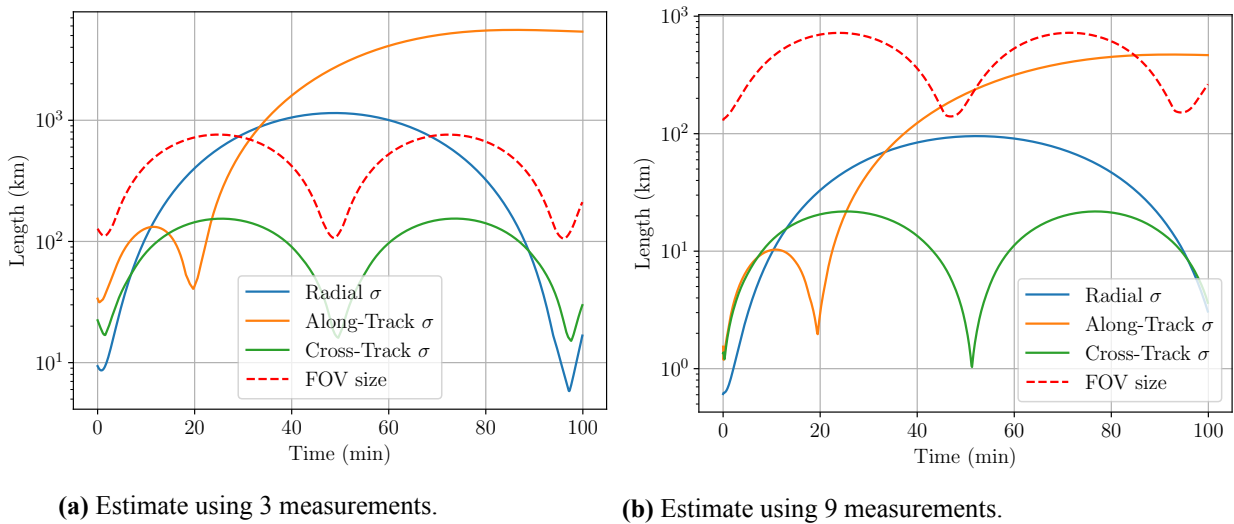 10³
10²
10¹
Length (km)
0 20 40 60 80 100
Time (min)
Radial σ
Along-Track σ
Cross-Track σ
FOV size
(a) Estimate using 3 measurements.
10³
10²
10¹
10⁰
Length (km)
0 20 40 60 80 100
Time (min)
Radial σ
Along-Track σ
Cross-Track σ
FOV size
(b) Estimate using 9 measurements.